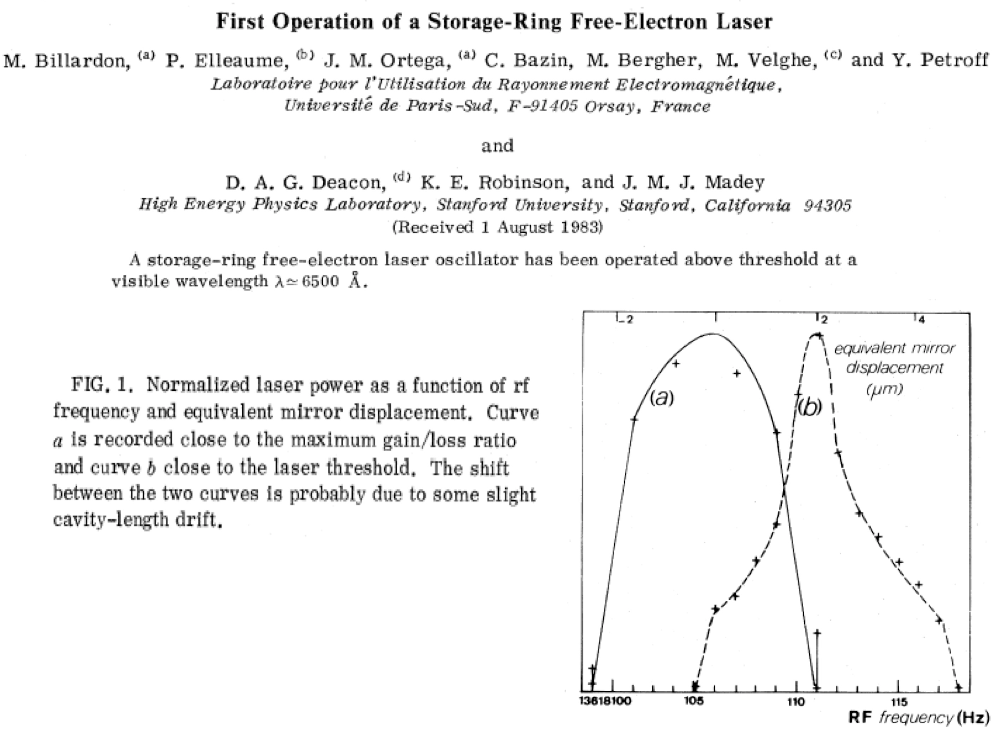 First Operation of a Storage-Ring Free-Electron Laser
M. Billardon, (a) P. Elleaume, (b) J. M. Ortega, (a) C. Bazin, M. Bergher, M. Velghe, (c) and Y. Petroff
Laboratoire pour l'Utilisation du Rayonnement Electromagnétique,
Université de Paris-Sud, F-91405 Orsay, France
and
D. A. G. Deacon, (d) K. E. Robinson, and J. M. J. Madey
High Energy Physics Laboratory, Stanford University, Stanford, California 94305
(Received 1 August 1983)
A storage-ring free-electron laser oscillator has been operated above threshold at a
visible wavelength λ≃6500 Å.
FIG. 1. Normalized laser power as a function of rf
frequency and equivalent mirror displacement. Curve
a is recorded close to the maximum gain/loss ratio
and curve b close to the laser threshold. The shift
between the two curves is probably due to some slight
cavity-length drift.
-2 2 4
equivalent mirror
displacement
(μm)
(a)
(b)
13618100 105 110 115
RF frequency (Hz)